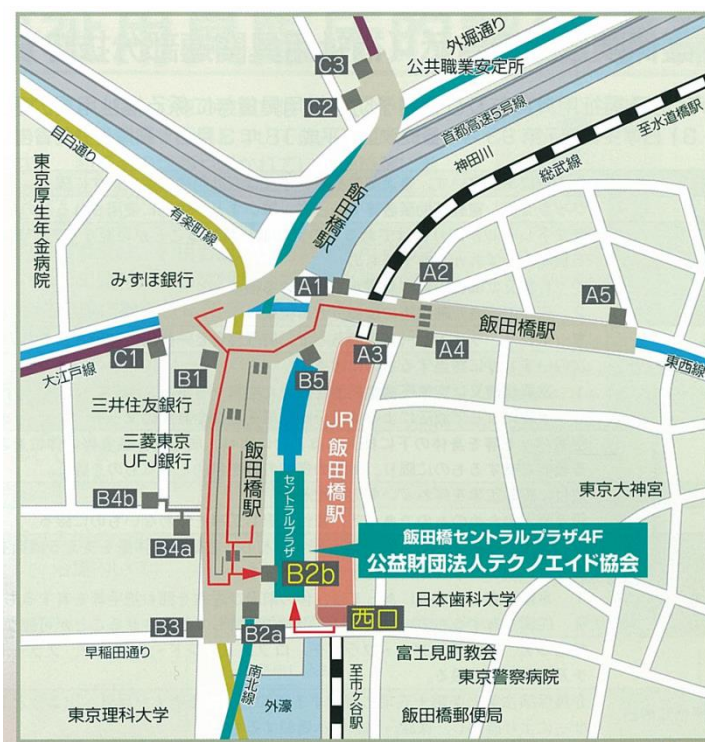 C3
外堀通り
公共職業安定所
C2
首都高速5号線
至水道橋駅
神田川
総武線
目白通り
東京厚生年金病院
有楽町線
飯田橋駅
みずほ銀行
A1
A2
A5
飯田橋駅
C1
大江戸線
B1
B5
A3
A4
東西線
三井住友銀行
三菱東京
UFJ銀行
飯田橋駅
JR飯田橋駅
B4b
B4a
セントラルプラザ
東京大神宮
飯田橋セントラルプラザ4F
公益財団法人テクノエイド協会
B2b
日本歯科大学
B3
B2a
西口
早稲田通り
富士見町教会
東京警察病院
南北線
東京理科大学
外濠
至市ヶ谷駅
飯田橋郵便局